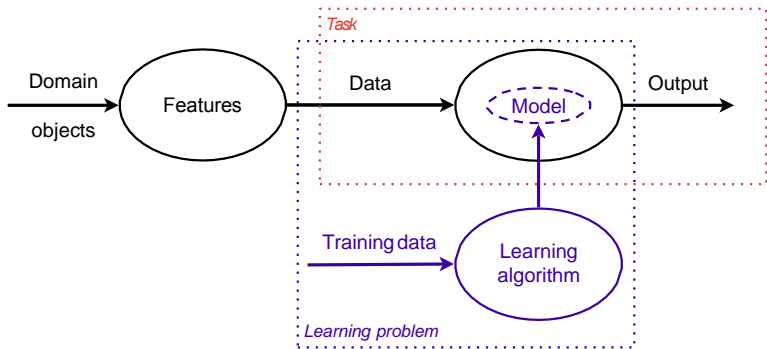 Task
Domain
objects
Features
Data
Model
Output
Training data
Learning
algorithm
Learning problem